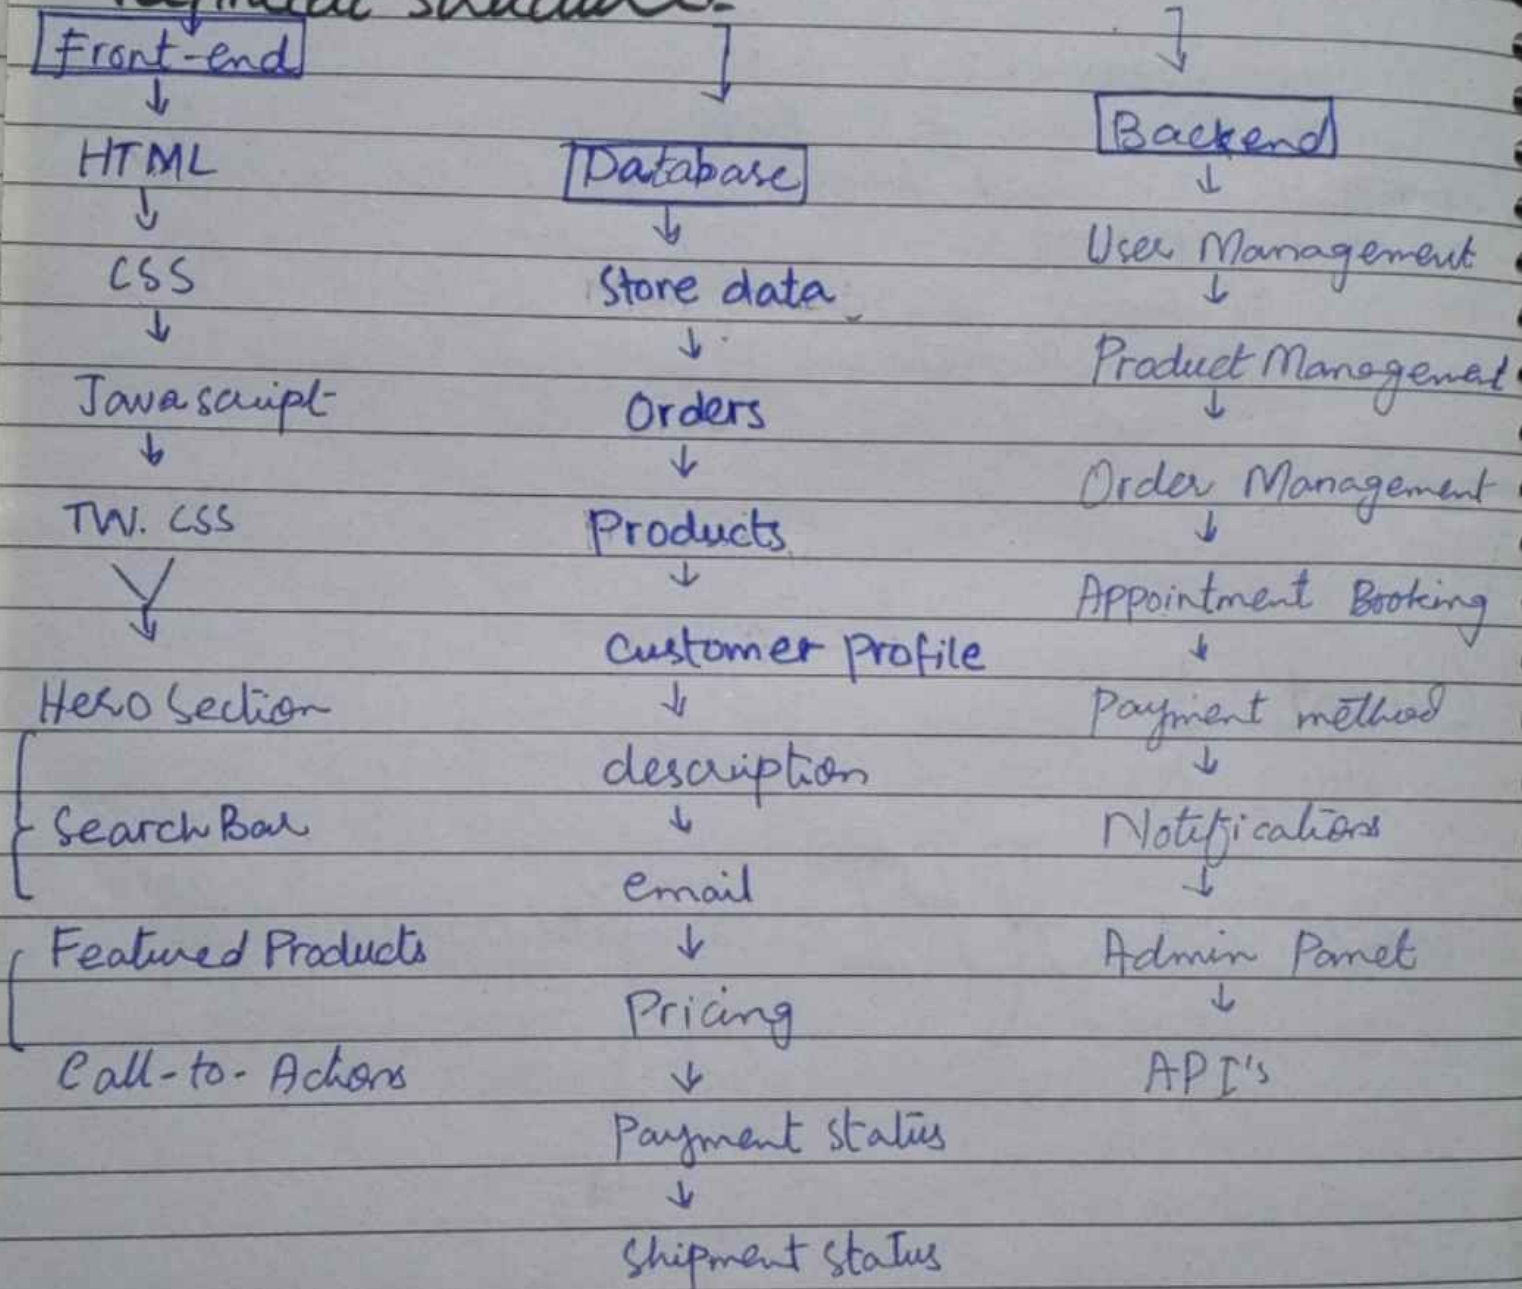 Technical structure:-
Front-end
HTML
CSS
Javascript
TW. CSS
Hero Section
Search Bar
Featured Products
Call-to-Actions
Database
Store data
Orders
Products
Customer Profile
description
email
Pricing
Payment status
Shipment status
Backend
User Management
Product Management
Order Management
Appointment Booking
Payment method
Notifications
Admin Panel
API's